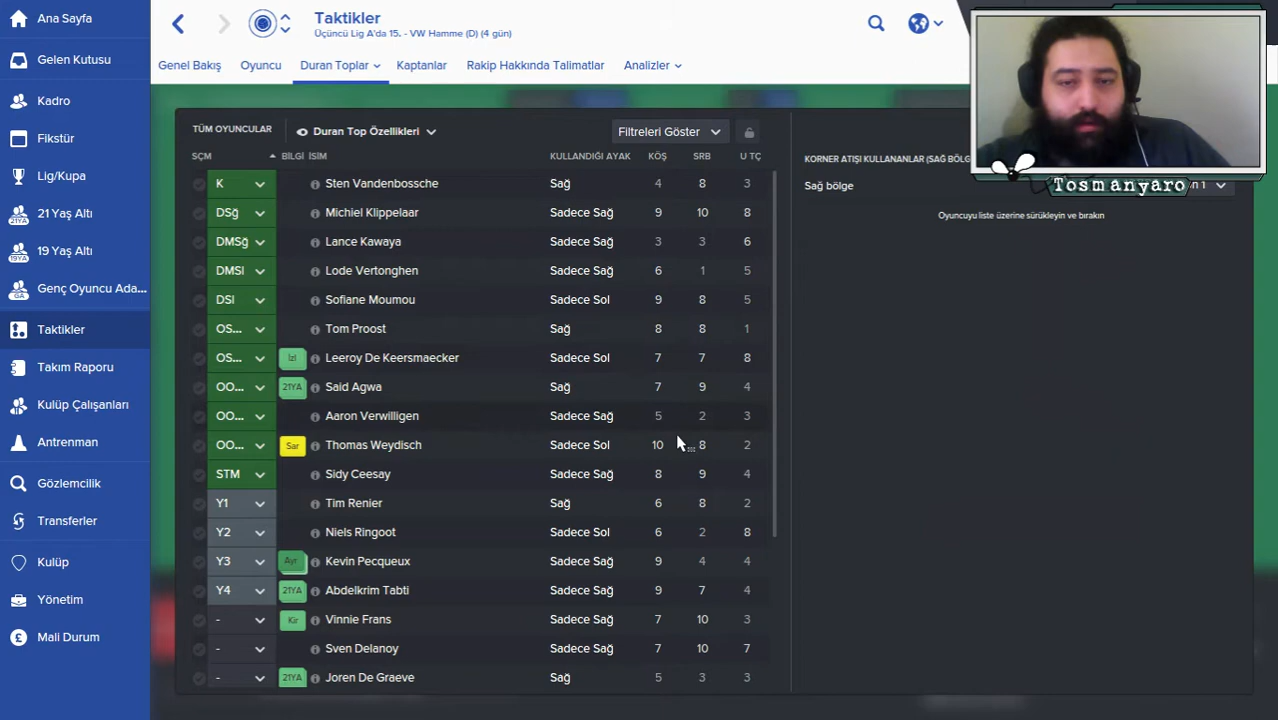 Ana Sayfa
Gelen Kutusu
Kadro
Fikstür
Lig/Kupa
21 Yaş Altı
19 Yaş Altı
Genç Oyuncu Ada...
Taktikler
Takım Raporu
Kulüp Çalışanları
Antrenman
Gözlemcilik
Transferler
Kulüp
Yönetim
Mali Durum
Taktikler
Üçüncü Lig A'da 15. - VW Hamme (D) (4 gün)
Genel Bakış Oyuncu Duran Toplar Kaptanlar Rakip Hakkında Talimatlar Analizler
TÜM OYUNCULAR Duran Top Özellikleri Filtreleri Göster
SÇM BİLGİ İSİM KULLANDIĞI AYAK KÖŞ SRB U TÇ
K Sten Vandenbossche Sağ 4 8 3
DSğ Michiel Klippelaar Sadece Sağ 9 10 8
DMSğ Lance Kawaya Sadece Sağ 3 3 6
DMSl Lode Vertonghen Sadece Sağ 6 1 5
DSl Sofiane Moumou Sadece Sol 9 8 5
OS... Tom Proost Sağ 8 8 1
OS... İzl Leeroy De Keersmaecker Sadece Sol 7 7 8
OO... 21YA Said Agwa Sağ 7 9 4
OO... Aaron Verwilligen Sadece Sağ 5 2 3
OO... Sar Thomas Weydisch Sadece Sol 10 8 2
STM Sidy Ceesay Sadece Sağ 8 9 4
Y1 Tim Renier Sağ 6 8 2
Y2 Niels Ringoot Sadece Sol 6 2 8
Y3 Ayr Kevin Pecqueux Sadece Sağ 9 4 4
Y4 21YA Abdelkrim Tabti Sadece Sağ 9 7 4
- Kir Vinnie Frans Sadece Sağ 7 10 3
- Sven Delanoy Sadece Sağ 7 10 7
- 21YA Joren De Graeve Sağ 5 3 3
KORNER ATIŞI KULLANANLAR (SAĞ BÖLG
Sağ bölge
Oyuncuyu liste üzerine sürükleyin ve bırakın
Tosmanyaro